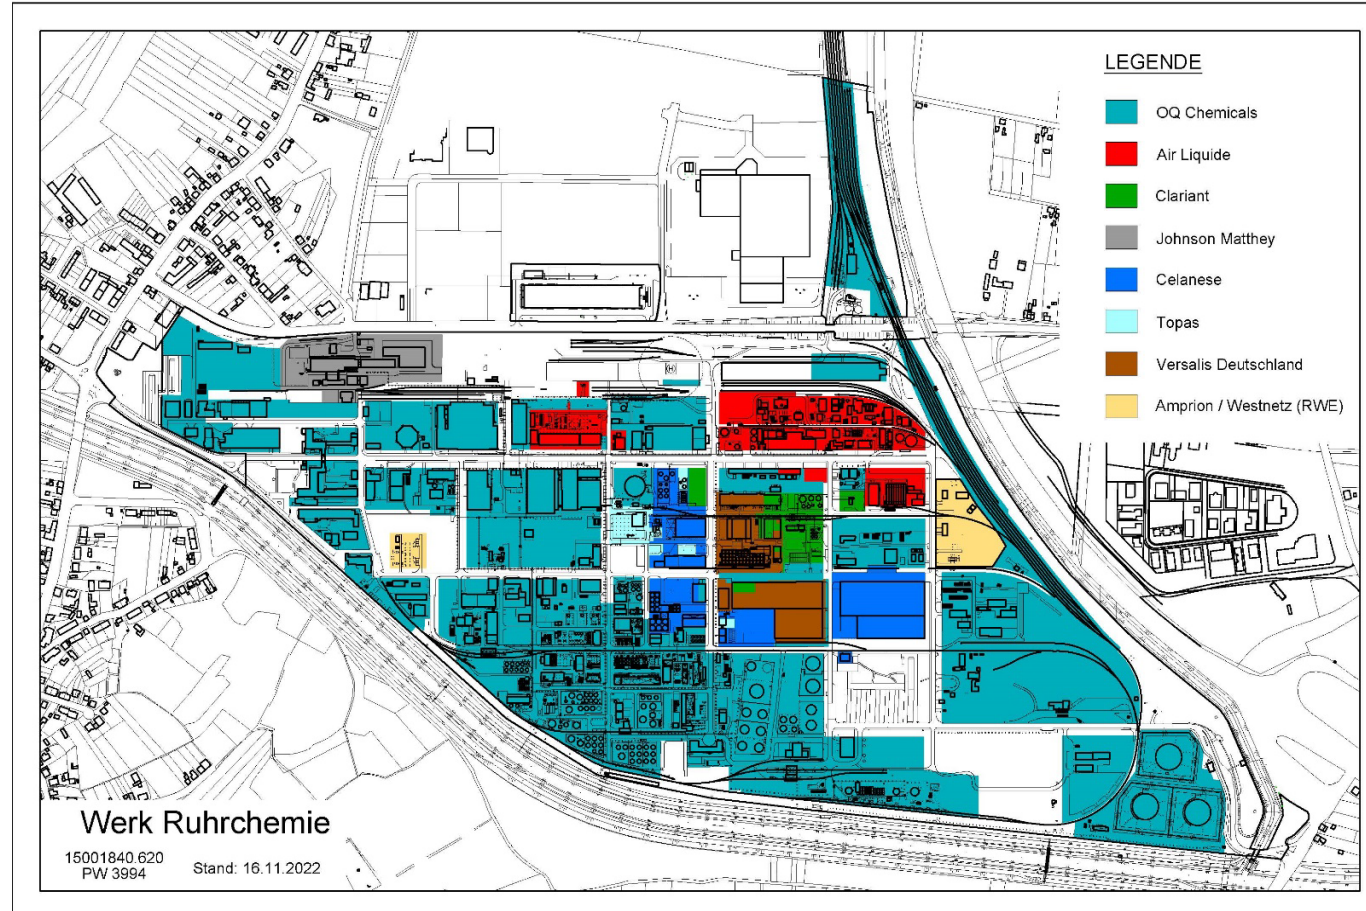 LEGENDE
OQ Chemicals
Air Liquide
Clariant
Johnson Matthey
Celanese
Topas
Versalis Deutschland
Amprion / Westnetz (RWE)
(H)
Werk Ruhrchemie
15001840.620
PW 3994
Stand: 16.11.2022